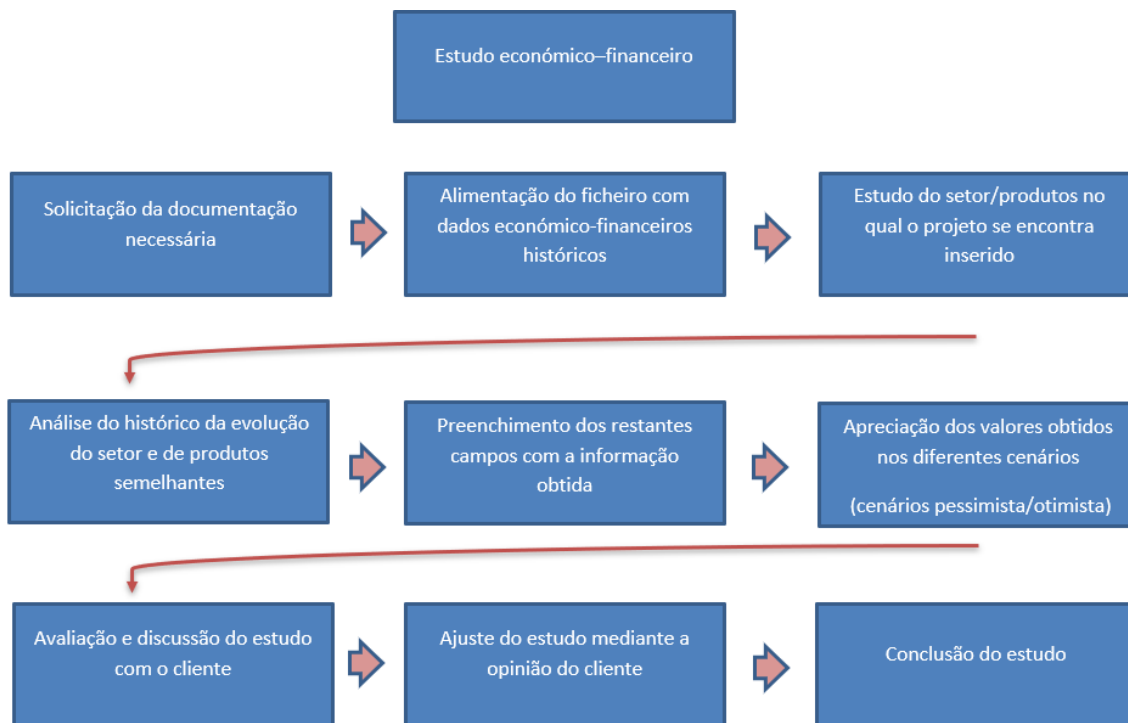 Estudo económico–financeiro
Solicitação da documentação
necessária
Alimentação do ficheiro com
dados económico-financeiros
históricos
Estudo do setor/produtos no
qual o projeto se encontra
inserido
Análise do histórico da evolução
do setor e de produtos
semelhantes
Preenchimento dos restantes
campos com a informação
obtida
Apreciação dos valores obtidos
nos diferentes cenários
(cenários pessimista/otimista)
Avaliação e discussão do estudo
com o cliente
Ajuste do estudo mediante a
opinião do cliente
Conclusão do estudo